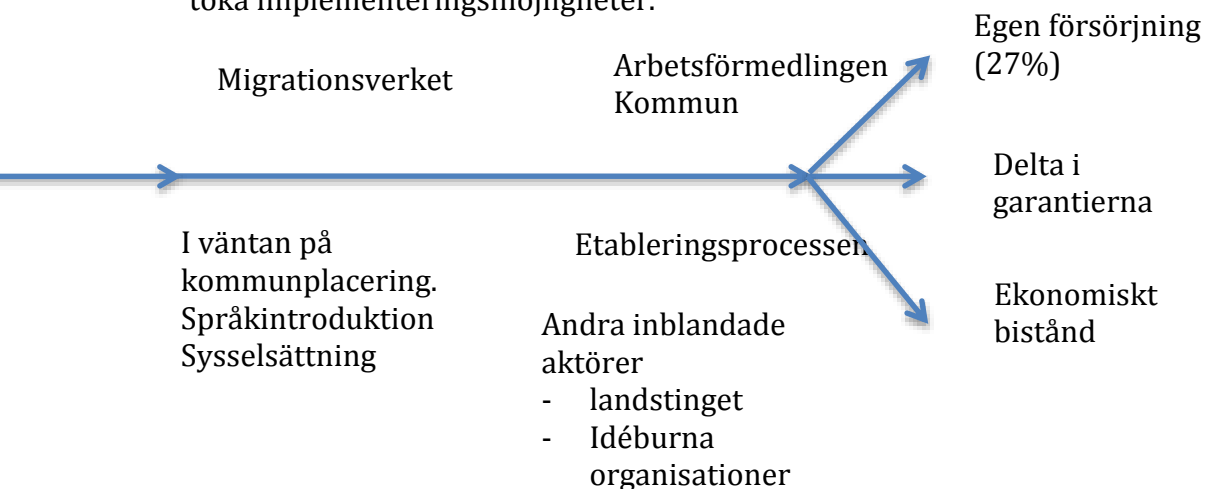 implementeringsmöjligheter.
Egen försörjning
(27%)
Migrationsverket
Arbetsförmedlingen
Kommun
Delta i
garantierna
I väntan på
kommunplacering.
Språkintroduktion
Sysselsättning
Etableringsprocessen
Ekonomiskt
bistånd
Andra inblandade
aktörer
- landstinget
- Idéburna
organisationer